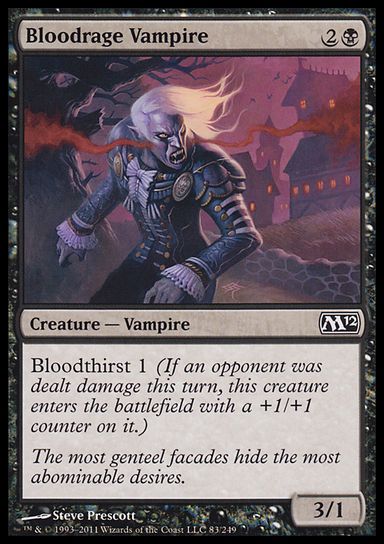 Bloodrage Vampire 2
Creature — Vampire M12
Bloodthirst 1 (If an opponent was
dealt damage this turn, this creature
enters the battlefield with a +1/+1
counter on it.)
The most genteel facades hide the most
abominable desires.
Steve Prescott
3/1
™ & © 1993–2011 Wizards of the Coast LLC 83/249